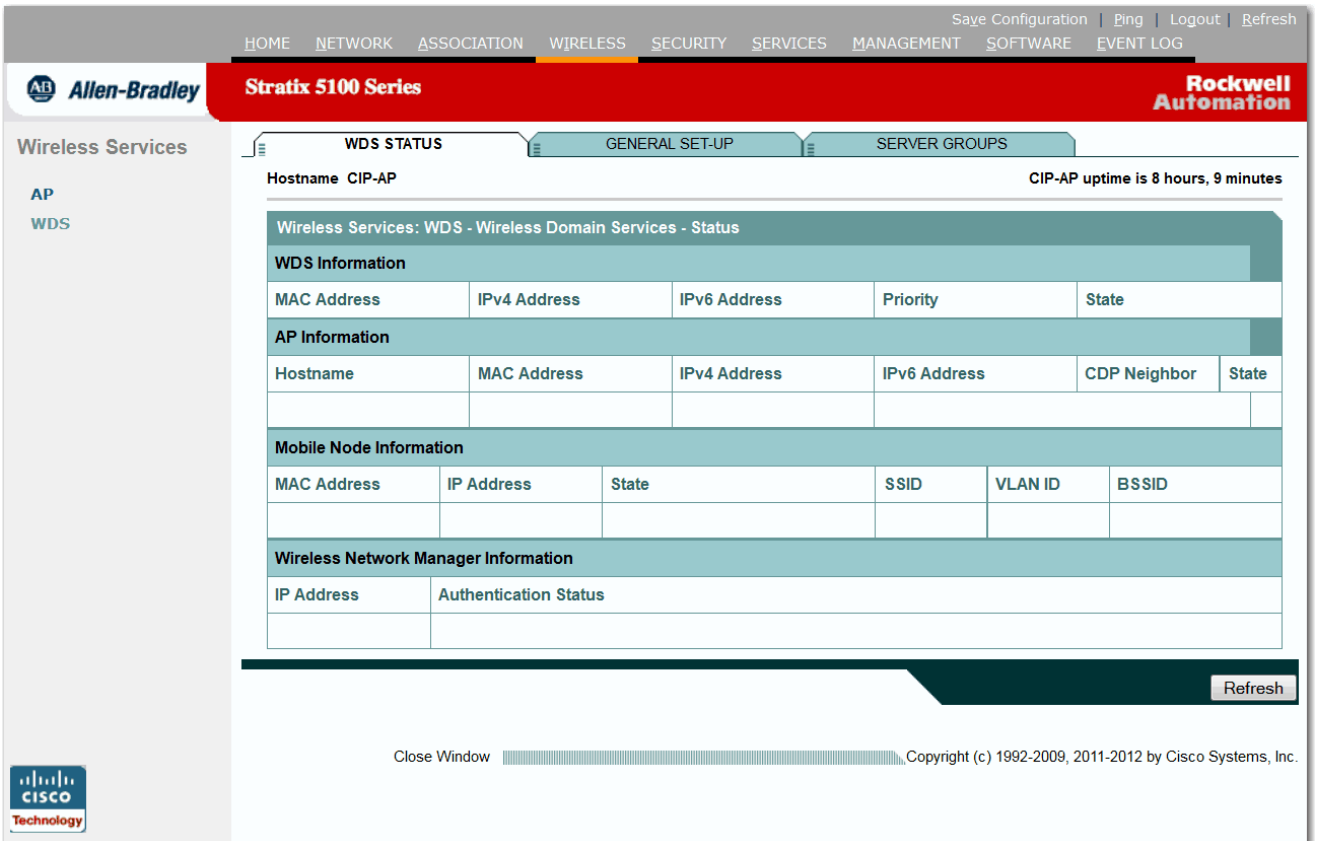 Save Configuration | Ping | Logout | Refresh
HOME NETWORK ASSOCIATION WIRELESS SECURITY SERVICES MANAGEMENT SOFTWARE EVENT LOG
AB Allen-Bradley Stratix 5100 Series Rockwell Automation
Wireless Services
AP
WDS
WDS STATUS GENERAL SET-UP SERVER GROUPS
Hostname CIP-AP CIP-AP uptime is 8 hours, 9 minutes
Wireless Services: WDS - Wireless Domain Services - Status
WDS Information
MAC Address IPv4 Address IPv6 Address Priority State
AP Information
Hostname MAC Address IPv4 Address IPv6 Address CDP Neighbor State
Mobile Node Information
MAC Address IP Address State SSID VLAN ID BSSID
Wireless Network Manager Information
IP Address Authentication Status
Refresh
Close Window Copyright (c) 1992-2009, 2011-2012 by Cisco Systems, Inc.
CISCO
Technology